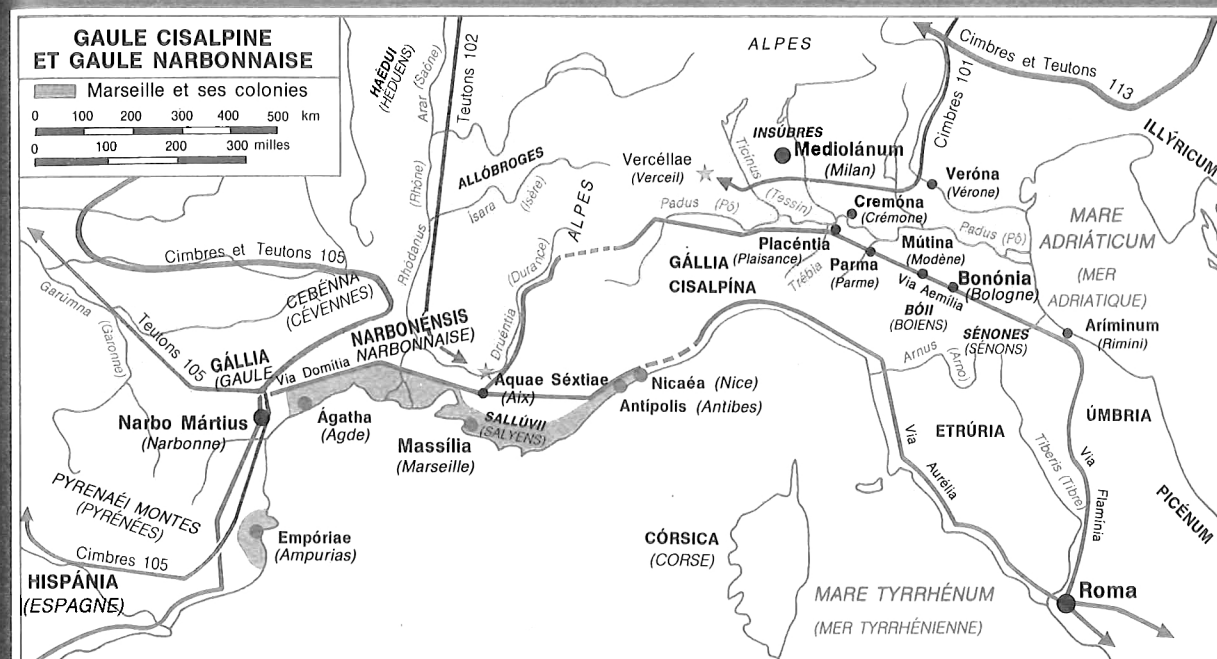 GAULE CISALPINE
ET GAULE NARBONNAISE
Marseille et ses colonies
0 100 200 300 400 500 km
0 100 200 300 milles
HAÉDUI
(HÉDUENS)
Arar (Saône)
Teutons 102
ALPES
Cimbres et Teutons 113
Cimbres 101
ILLÝRICUM
INSÚBRES
Mediolánum
(Milan)
Ticinus
(Tessin)
Vercéllae
(Verceil)
Veróna
(Vérone)
ALLÓBROGES
Isara (Isère)
Rhódanus (Rhône)
ALPES
Cremóna
(Crémone)
Padus (Pô)
Padus (Pô)
MARE
ADRIÁTICUM
(MER
ADRIATIQUE)
Placéntia
(Plaisance)
Trébia
Parma
(Parme)
Mútina
(Modène)
Via Aemilia
Bonónia
(Bologne)
GÁLLIA
CISALPÍNA
BÓII
(BOIENS)
SÉNONES
(SÉNONS)
Aríminum
(Rimini)
Cimbres et Teutons 105
CEBÉNNA
(CÉVENNES)
Garúmna
(Garonne)
Teutons 105
Druéntia (Durance)
NARBONÉNSIS
NARBONNAISE)
GÁLLIA
(GAULE
Via Domitia
Aquae Séxtiae
(Aix)
Nicaéa (Nice)
Antípolis (Antibes)
Arnus (Arno)
Narbo Mártius
(Narbonne)
Ágatha
(Agde)
SALLÚVII
(SALYENS)
Massília
(Marseille)
ETRÚRIA
ÚMBRIA
Via Aurélia
Tiberis (Tibre)
Via Flaminia
PICÉNUM
PYRENAÉI MONTES
(PYRÉNÉES)
Cimbres 105
Empóriae
(Ampurias)
HISPÁNIA
(ESPAGNE)
CÓRSICA
(CORSE)
MARE TYRRHÉNUM
(MER TYRRHÉNIENNE)
Roma